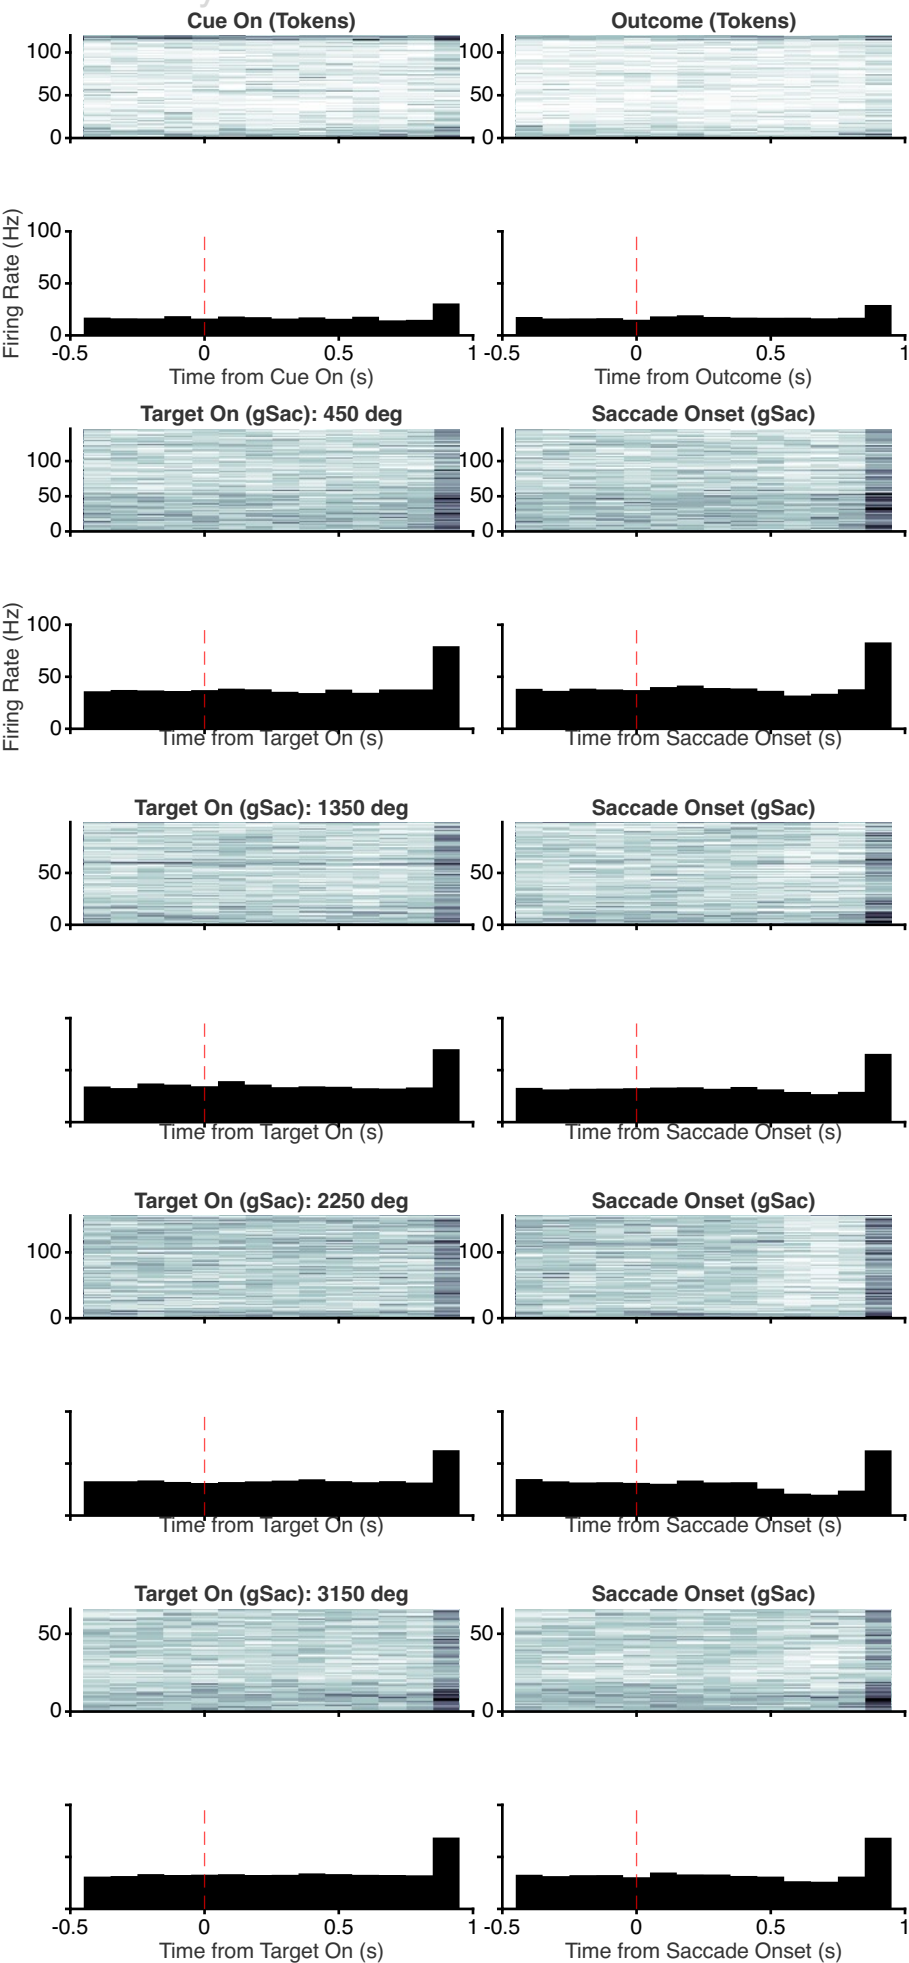 Cue On (Tokens) Outcome (Tokens)
100 100
50 50
0 0
Firing Rate (Hz)
100
50
0
-0.5 0 0.5 1 -0.5 0 0.5 1
Time from Cue On (s) Time from Outcome (s)
Target On (gSac): 450 deg Saccade Onset (gSac)
100 100
50 50
0 0
Firing Rate (Hz)
100
50
0
Time from Target On (s) Time from Saccade Onset (s)
Target On (gSac): 1350 deg Saccade Onset (gSac)
50 50
0 0
Time from Target On (s) Time from Saccade Onset (s)
Target On (gSac): 2250 deg Saccade Onset (gSac)
100 100
0 0
Time from Target On (s) Time from Saccade Onset (s)
Target On (gSac): 3150 deg Saccade Onset (gSac)
50 50
0 0
-0.5 0 0.5 1 -0.5 0 0.5 1
Time from Target On (s) Time from Saccade Onset (s)